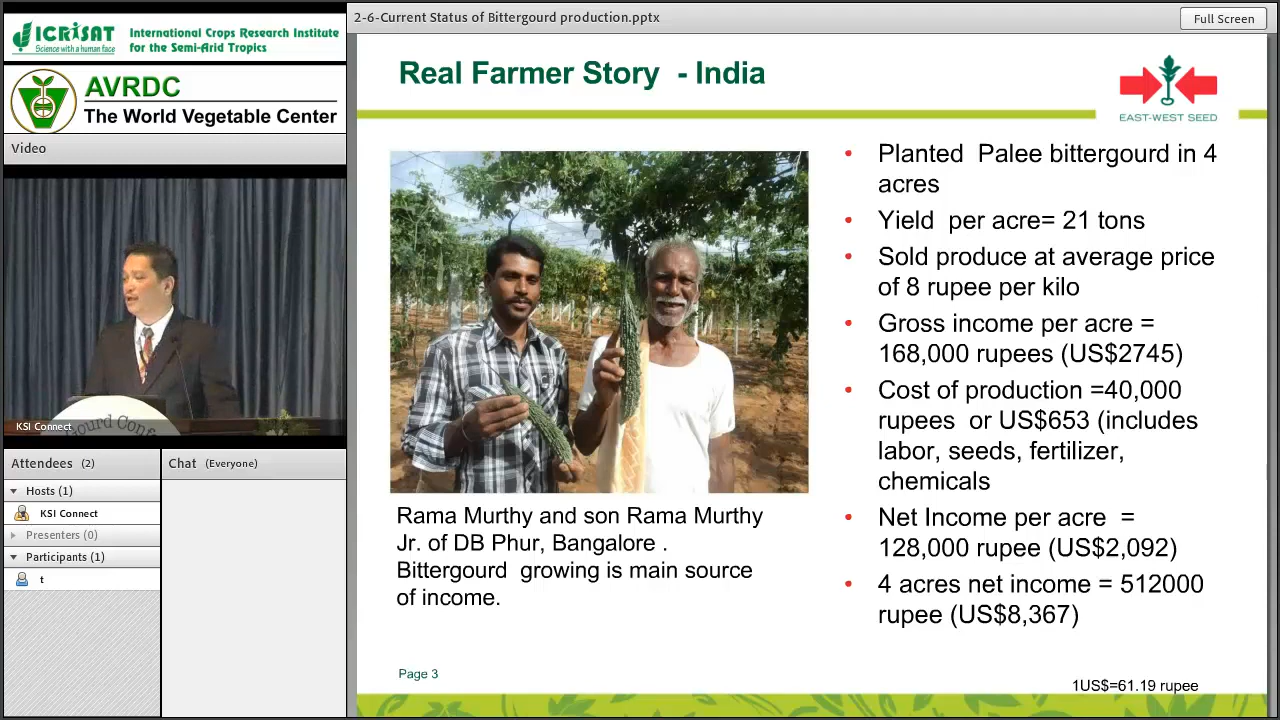 ICRISAT
Science with a human face
International Crops Research Institute
for the Semi-Arid Tropics
AVRDC
The World Vegetable Center
Video
KSI Connect
Attendees (2)
Hosts (1)
KSI Connect
Presenters (0)
Participants (1)
t
Chat (Everyone)
2-6-Current Status of Bittergourd production.pptx
Full Screen
Real Farmer Story - India
EAST-WEST SEED
Rama Murthy and son Rama Murthy
Jr. of DB Phur, Bangalore .
Bittergourd growing is main source
of income.
• Planted Palee bittergourd in 4
acres
• Yield per acre= 21 tons
• Sold produce at average price
of 8 rupee per kilo
• Gross income per acre =
168,000 rupees (US$2745)
• Cost of production =40,000
rupees or US$653 (includes
labor, seeds, fertilizer,
chemicals
• Net Income per acre =
128,000 rupee (US$2,092)
• 4 acres net income = 512000
rupee (US$8,367)
Page 3
1US$=61.19 rupee